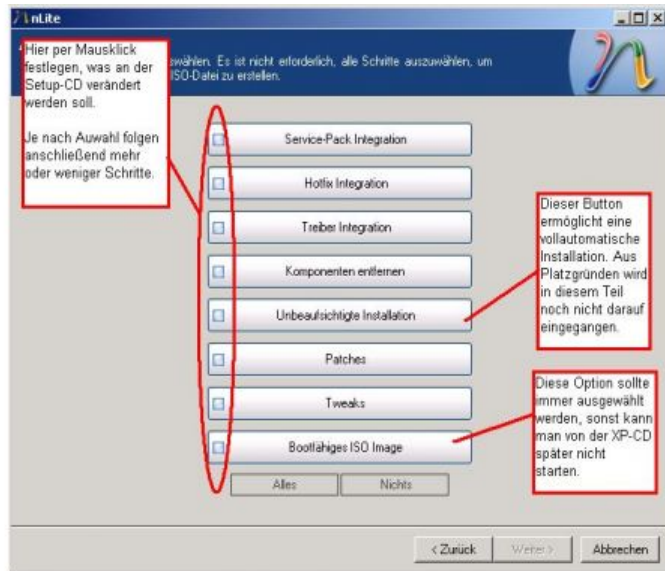 nLite
Hier per Mausklick
festlegen, was an der
Setup-CD verändert
werden soll.
Je nach Auwahl folgen
anschließend mehr
oder weniger Schritte.
wählen. Es ist nicht erforderlich, alle Schritte auszuwählen, um
ISO-Datei zu erstellen.
Service-Pack Integration
Hotfix Integration
Treiber Integration
Komponenten entfernen
Unbeaufsichtigte Installation
Patches
Tweaks
Bootfähiges ISO Image
Alles Nichts
Dieser Button
ermöglicht eine
vollautomatische
Installation. Aus
Platzgründen wird
in diesem Teil
noch nicht darauf
eingegangen.
Diese Option sollte
immer ausgewählt
werden, sonst kann
man von der XP-CD
später nicht
starten.
< Zurück Weiter > Abbrechen